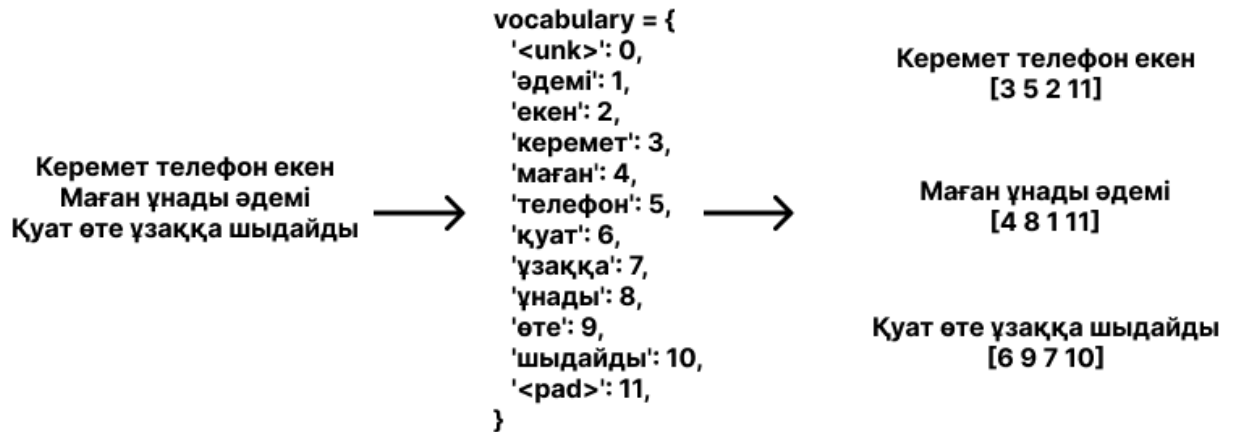 Керемет телефон екен
Маған ұнады әдемі
Қуат өте ұзаққа шыдайды
vocabulary = {
'<unk>': 0,
'әдемі': 1,
'екен': 2,
'керемет': 3,
'маған': 4,
'телефон': 5,
'қуат': 6,
'ұзаққа': 7,
'ұнады': 8,
'өте': 9,
'шыдайды': 10,
'<pad>': 11,
}
Керемет телефон екен
[3 5 2 11]
Маған ұнады әдемі
[4 8 1 11]
Қуат өте ұзаққа шыдайды
[6 9 7 10]